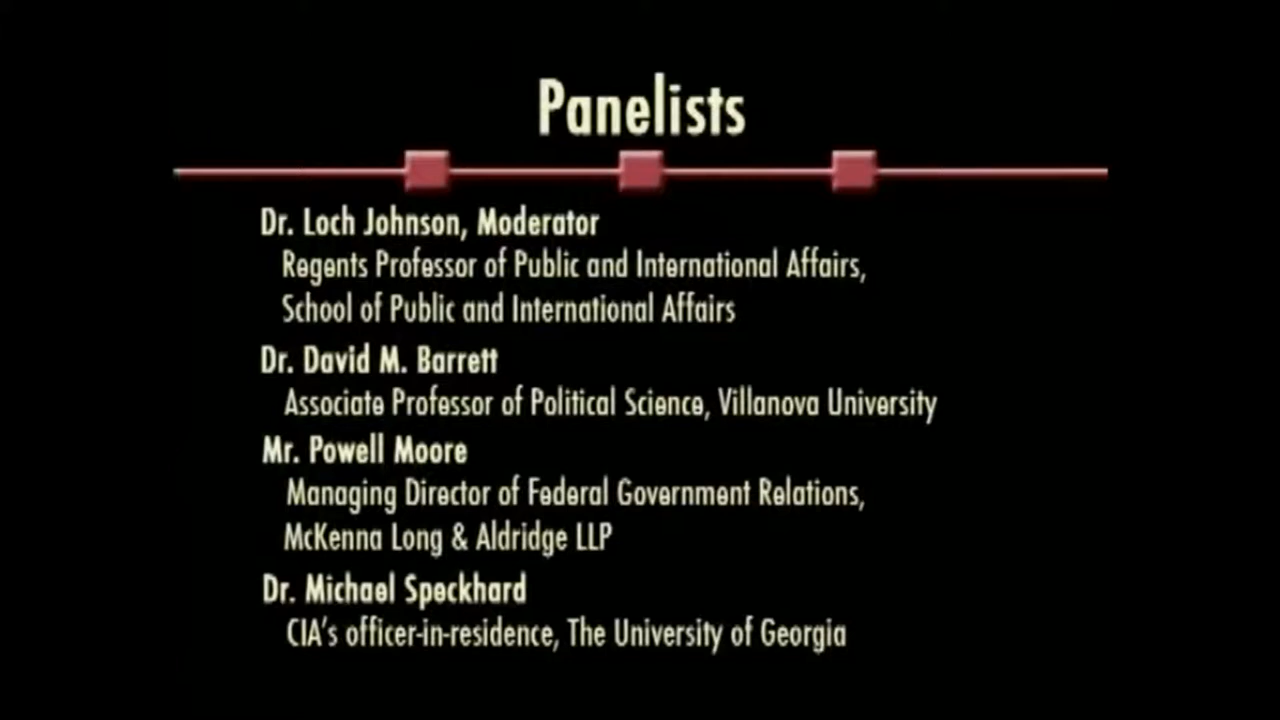 Panelists
Dr. Loch Johnson, Moderator
Regents Professor of Public and International Affairs,
School of Public and International Affairs
Dr. David M. Barrett
Associate Professor of Political Science, Villanova University
Mr. Powell Moore
Managing Director of Federal Government Relations,
McKenna Long & Aldridge LLP
Dr. Michael Speckhard
CIA's officer-in-residence, The University of Georgia